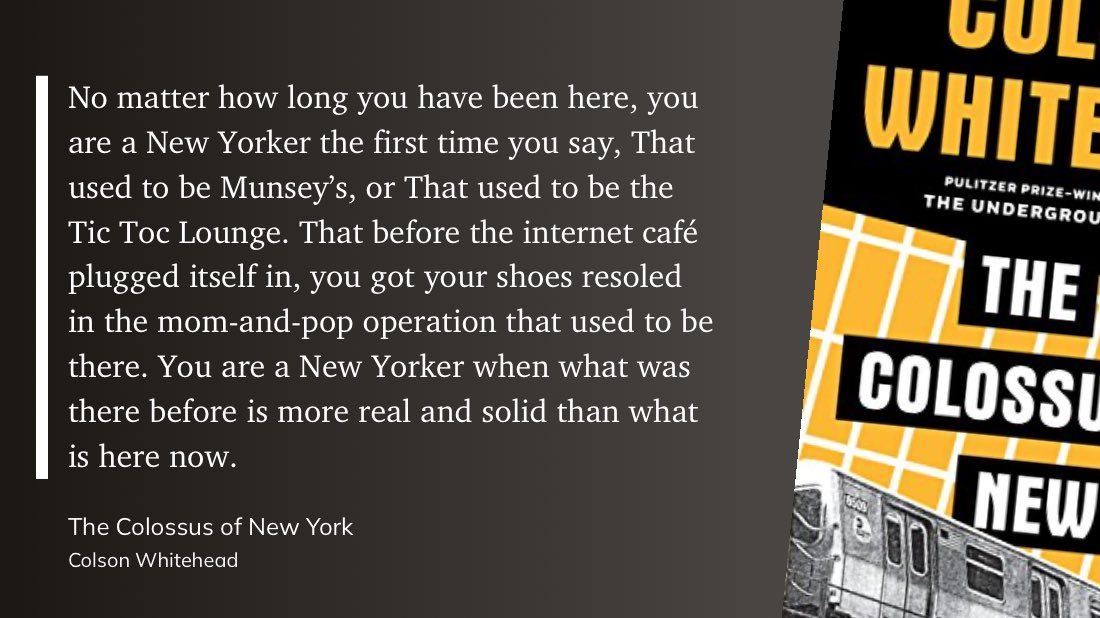 No matter how long you have been here, you
are a New Yorker the first time you say, That
used to be Munsey’s, or That used to be the
Tic Toc Lounge. That before the internet café
plugged itself in, you got your shoes resoled
in the mom-and-pop operation that used to be
there. You are a New Yorker when what was
there before is more real and solid than what
is here now.
The Colossus of New York
Colson Whitehead
COL
WHITE
PULITZER PRIZE-WIN
THE UNDERGROU
THE
COLOSSU
NEW